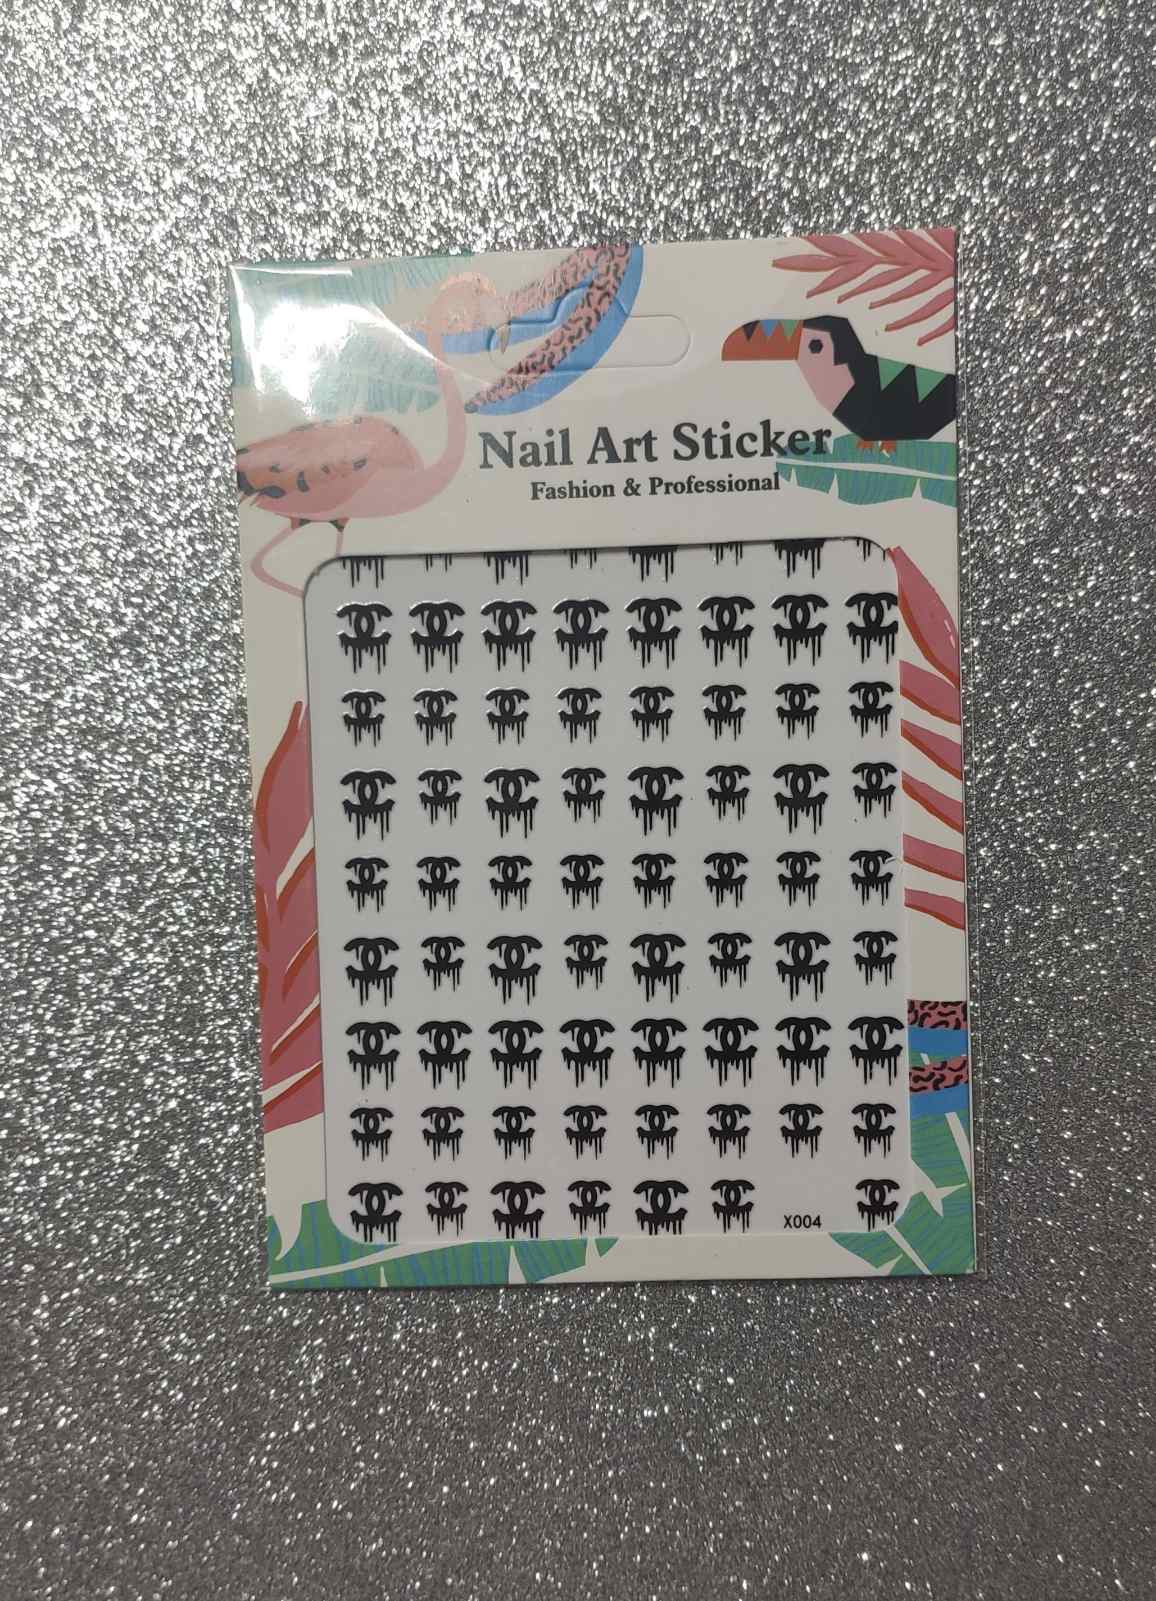 Nail Art Sticker
Fashion & Professional
X004